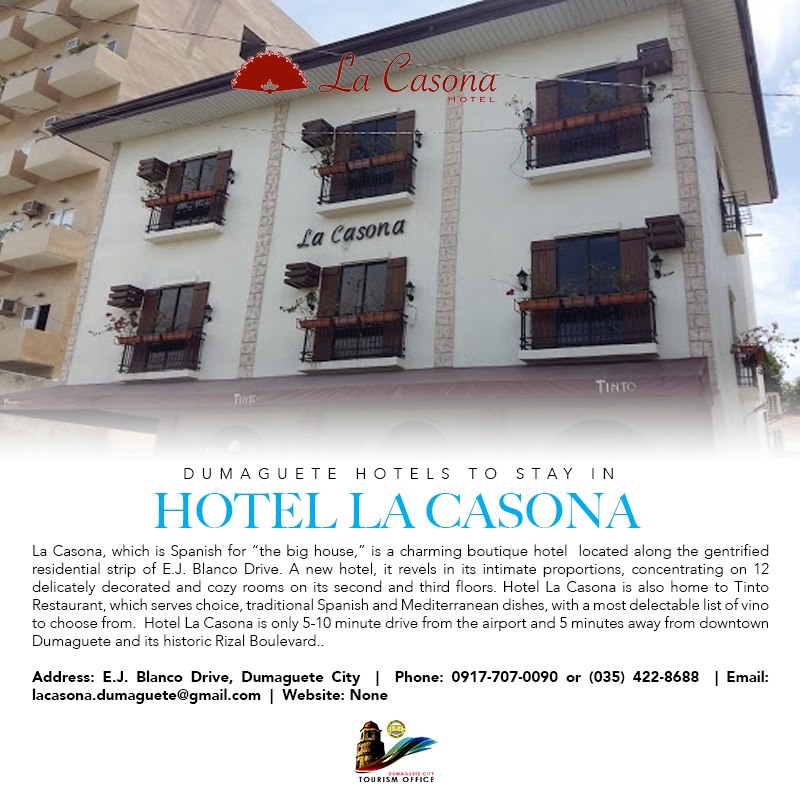 La Casona
HOTEL
La Casona
TINTO
TINTO
TINTO
DUMAGUETE HOTELS TO STAY IN
HOTEL LA CASONA
La Casona, which is Spanish for “the big house,” is a charming boutique hotel located along the gentrified
residential strip of E.J. Blanco Drive. A new hotel, it revels in its intimate proportions, concentrating on 12
delicately decorated and cozy rooms on its second and third floors. Hotel La Casona is also home to Tinto
Restaurant, which serves choice, traditional Spanish and Mediterranean dishes, with a most delectable list of vino
to choose from. Hotel La Casona is only 5-10 minute drive from the airport and 5 minutes away from downtown
Dumaguete and its historic Rizal Boulevard..
Address: E.J. Blanco Drive, Dumaguete City | Phone: 0917-707-0090 or (035) 422-8688 | Email:
lacasona.dumaguete@gmail.com | Website: None
DUMAGUETE CITY
TOURISM OFFICE